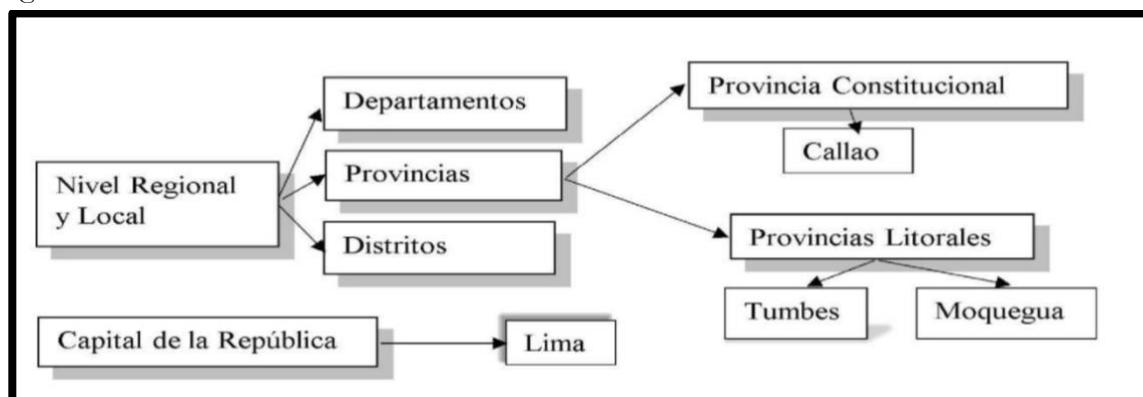 Departamentos
Provincia Constitucional
Callao
Nivel Regional
y Local
Provincias
Distritos
Provincias Litorales
Tumbes
Moquegua
Capital de la República
Lima